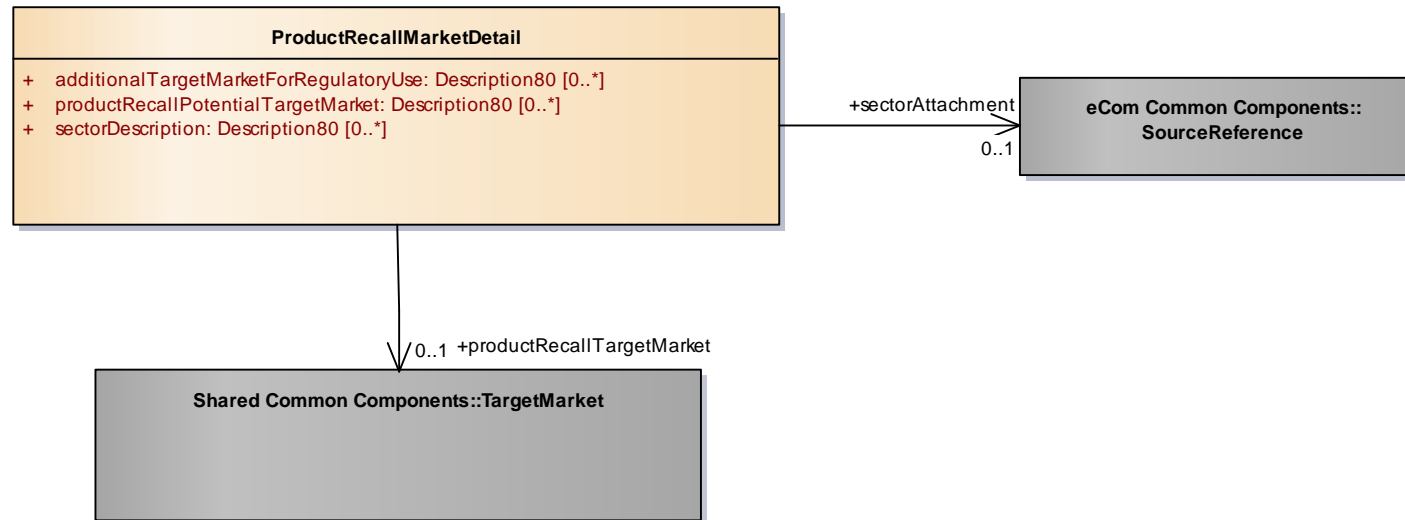 ProductRecallMarketDetail
+ additionalTargetMarketForRegulatoryUse: Description80 [0..*]
+ productRecallPotentialTargetMarket: Description80 [0..*]
+ sectorDescription: Description80 [0..*]
+sectorAttachment
0..1
eCom Common Components::
SourceReference
0..1 +productRecallTargetMarket
Shared Common Components::TargetMarket